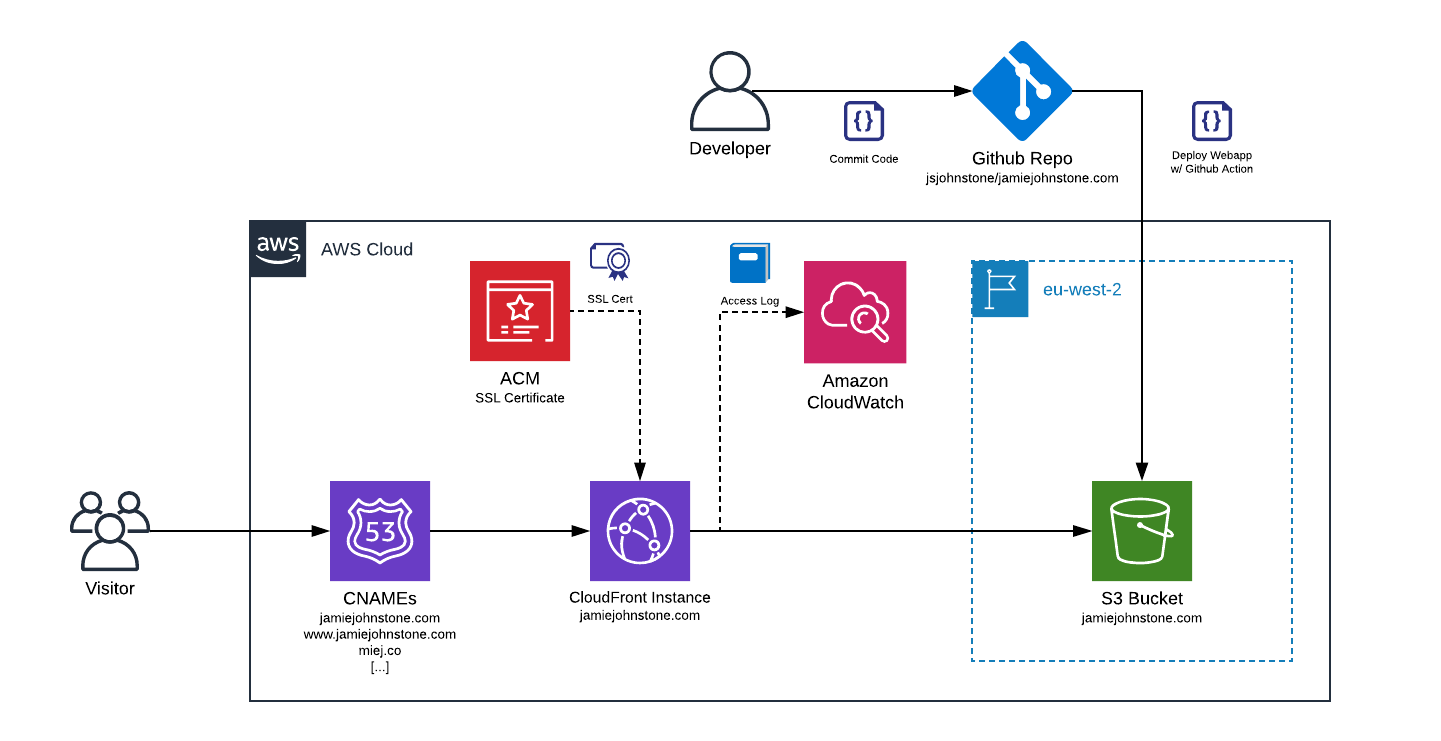 Developer
Commit Code
Github Repo
jsjohnstone/jamiejohnstone.com
Deploy Webapp
w/ Github Action
aws
AWS Cloud
SSL Cert
Access Log
eu-west-2
ACM
SSL Certificate
Amazon
CloudWatch
Visitor
53
CNAMEs
jamiejohnstone.com
www.jamiejohnstone.com
miej.co
[...]
CloudFront Instance
jamiejohnstone.com
S3 Bucket
jamiejohnstone.com